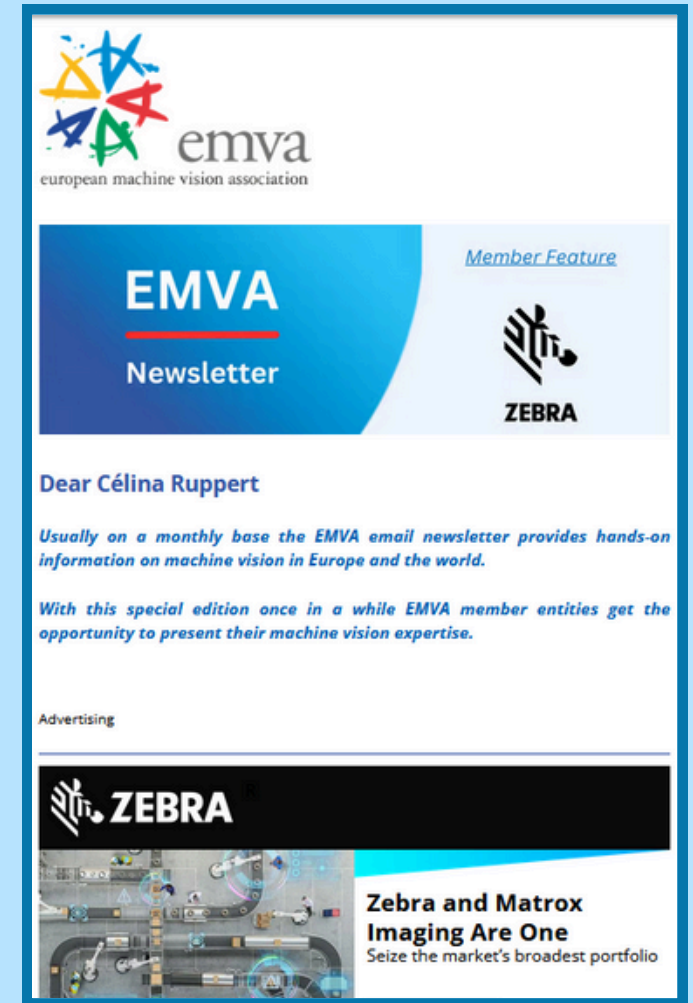 emva
european machine vision association
EMVA
Newsletter
Member Feature
ZEBRA
Dear Célina Ruppert
Usually on a monthly base the EMVA email newsletter provides hands-on
information on machine vision in Europe and the world.
With this special edition once in a while EMVA member entities get the
opportunity to present their machine vision expertise.
Advertising
ZEBRA ®
Zebra and Matrox
Imaging Are One
Seize the market's broadest portfolio
AI